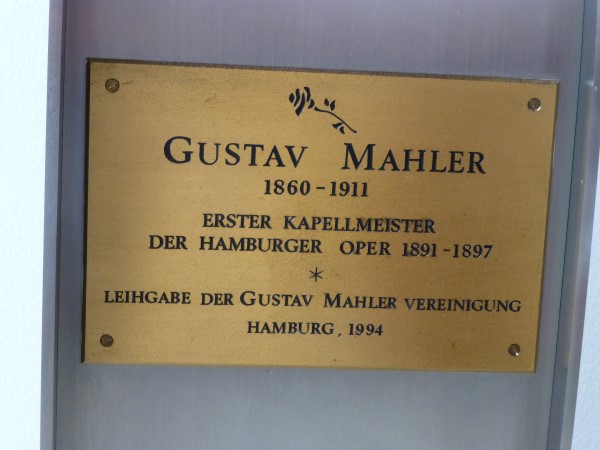 GUSTAV MAHLER
1860-1911
ERSTER KAPELLMEISTER
DER HAMBURGER OPER 1891-1897
*
LEIHGABE DER GUSTAV MAHLER VEREINIGUNG
HAMBURG, 1994